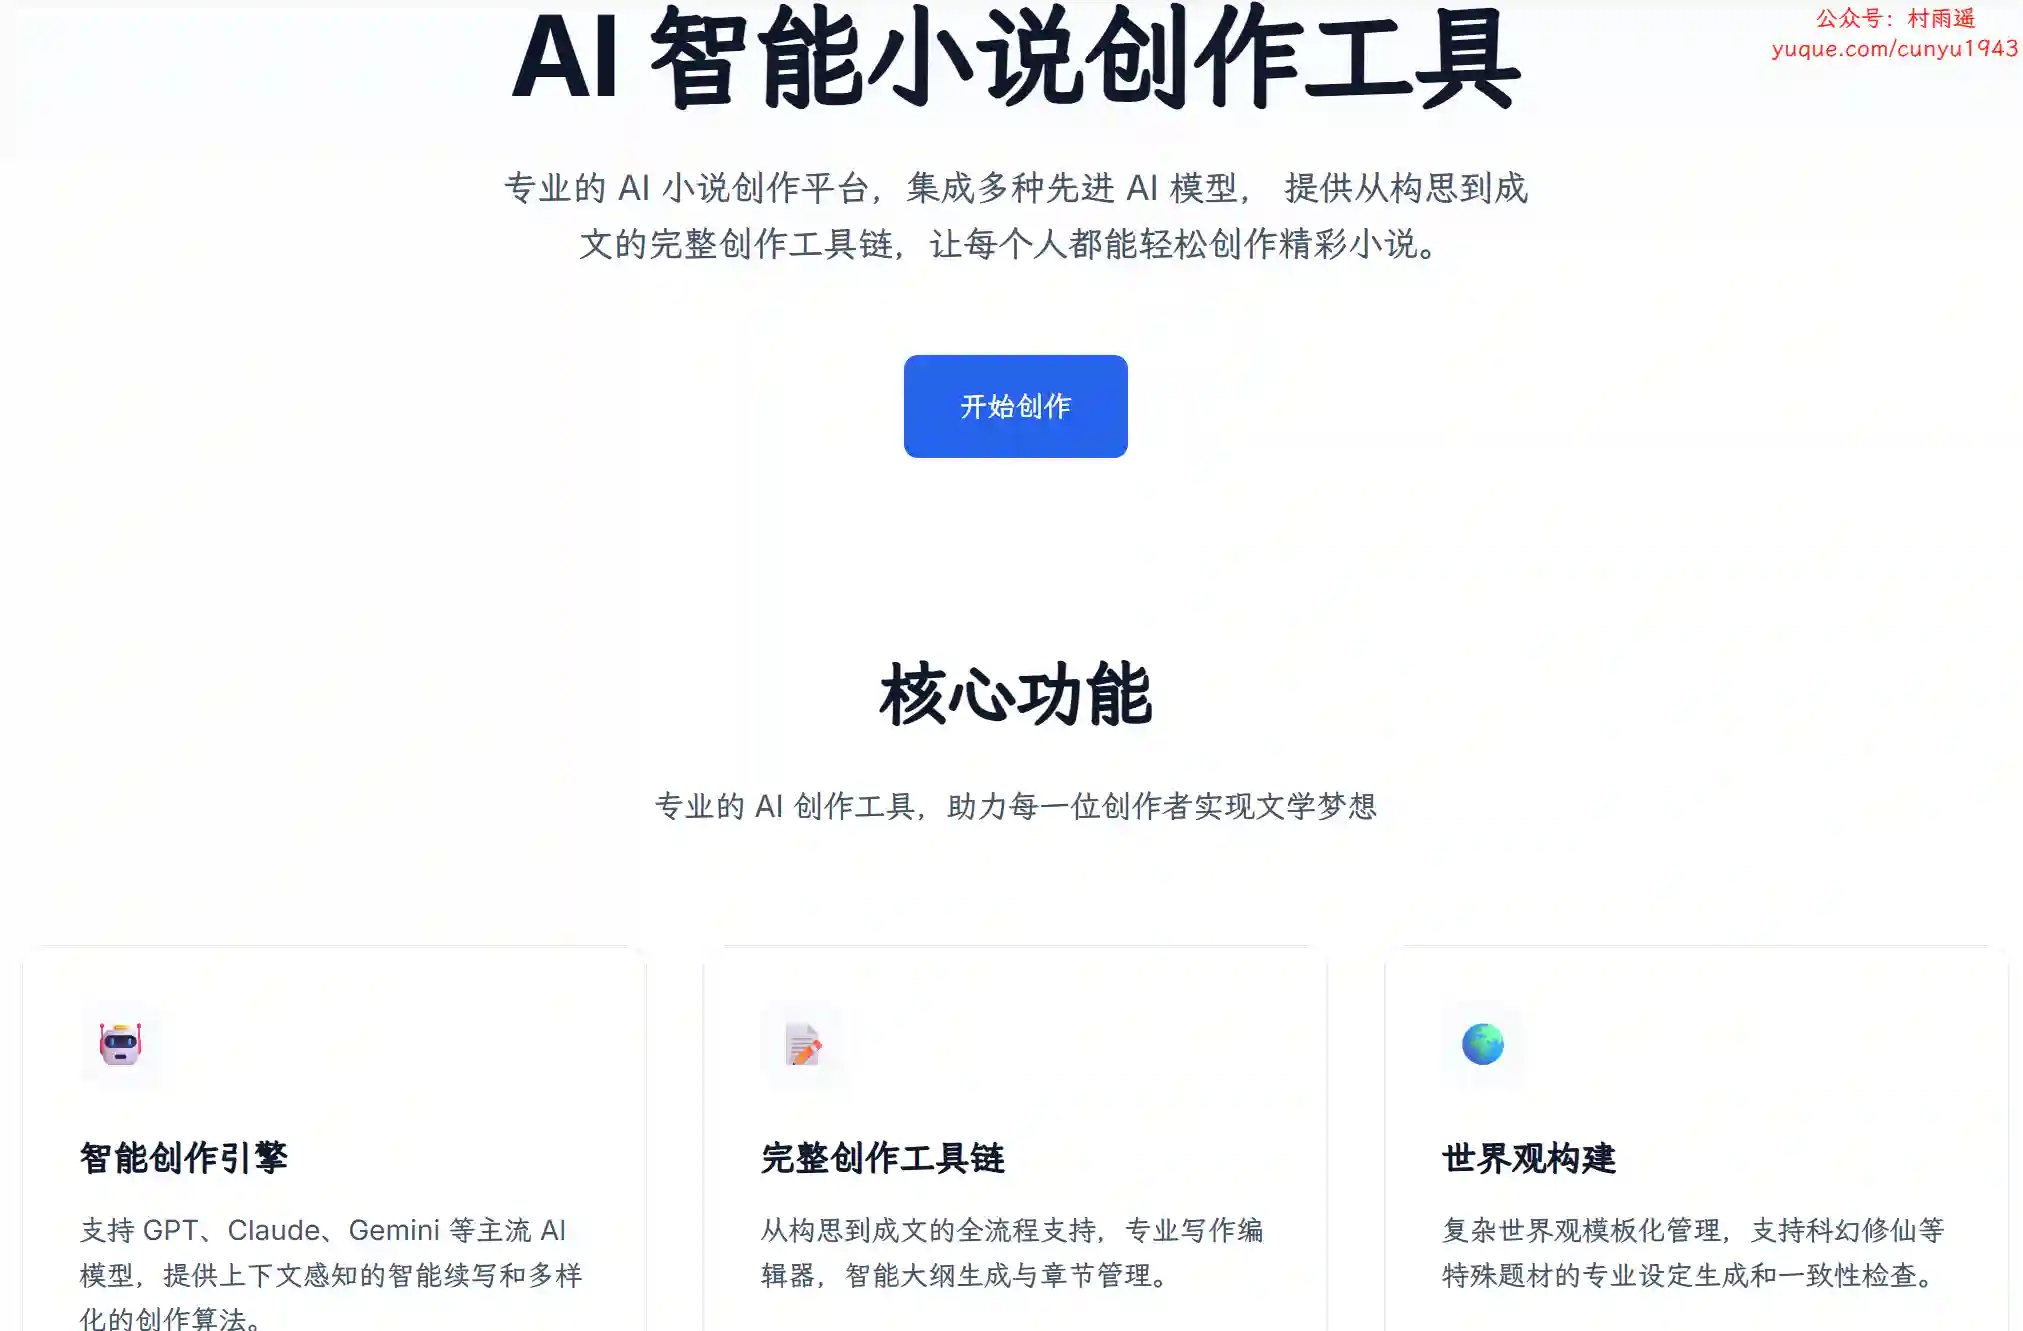 AI 智能小说创作工具
公众号：村雨遥
yuque.com/cunyu1943
专业的 AI 小说创作平台，集成多种先进 AI 模型， 提供从构思到成
文的完整创作工具链，让每个人都能轻松创作精彩小说。
开始创作
核心功能
专业的 AI 创作工具，助力每一位创作者实现文学梦想
智能创作引擎
支持 GPT、Claude、Gemini 等主流 AI
模型，提供上下文感知的智能续写和多样
化的创作算法。
完整创作工具链
从构思到成文的全流程支持，专业写作编
辑器，智能大纲生成与章节管理。
世界观构建
复杂世界观模板化管理，支持科幻修仙等
特殊题材的专业设定生成和一致性检查。